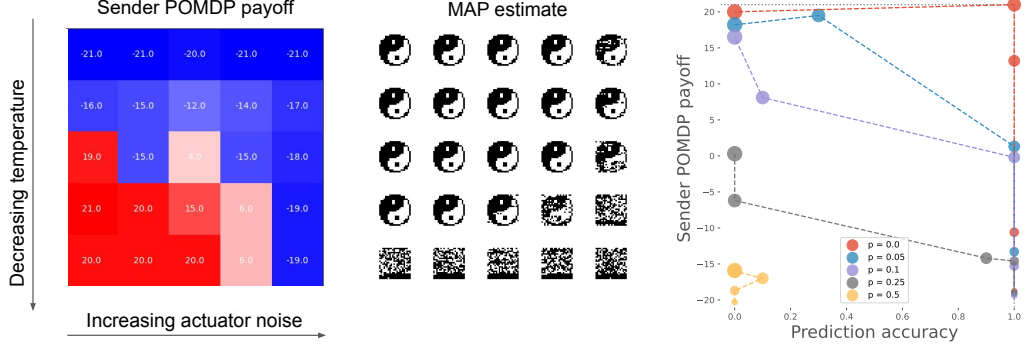 Sender POMDP payoff
Decreasing temperature
-21.0 -21.0 -20.0 -21.0 -21.0
-16.0 -15.0 -12.0 -14.0 -17.0
19.0 -15.0 4.0 -15.0 -18.0
21.0 20.0 15.0 6.0 -19.0
20.0 20.0 20.0 6.0 -19.0
Increasing actuator noise
MAP estimate
Sender POMDP payoff
20
15
10
5
0
−5
−10
−15
−20
p = 0.0
p = 0.05
p = 0.1
p = 0.25
p = 0.5
0.0 0.2 0.4 0.6 0.8 1.0
Prediction accuracy